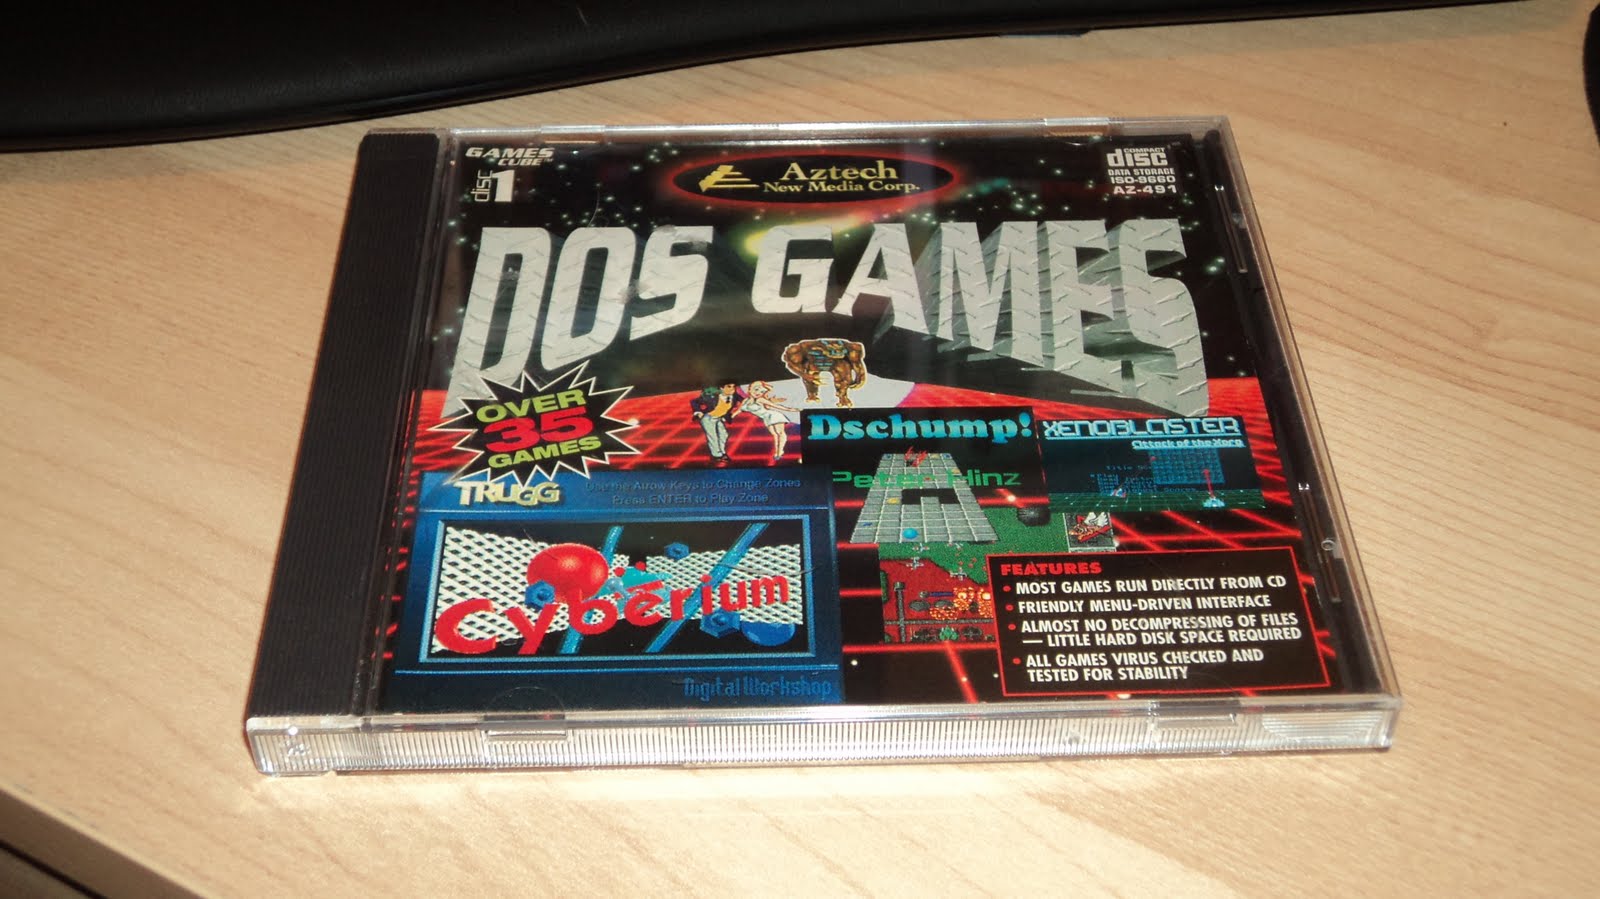 GAMES
CUBE™
disc 1
Aztech
New Media Corp.
COMPACT
disc
DATA STORAGE
ISO-9660
AZ-491
DOS GAMES
OVER
35
GAMES
Dschump!
Peter Hinz
XENOBLASTER
Attack of the Xorg
TRUGG
Use the Arrow Keys to Change Zones
Press ENTER to Play Zone
Cyberium
Digital Workshop
FEATURES
• MOST GAMES RUN DIRECTLY FROM CD
• FRIENDLY MENU-DRIVEN INTERFACE
• ALMOST NO DECOMPRESSING OF FILES
— LITTLE HARD DISK SPACE REQUIRED
• ALL GAMES VIRUS CHECKED AND
TESTED FOR STABILITY